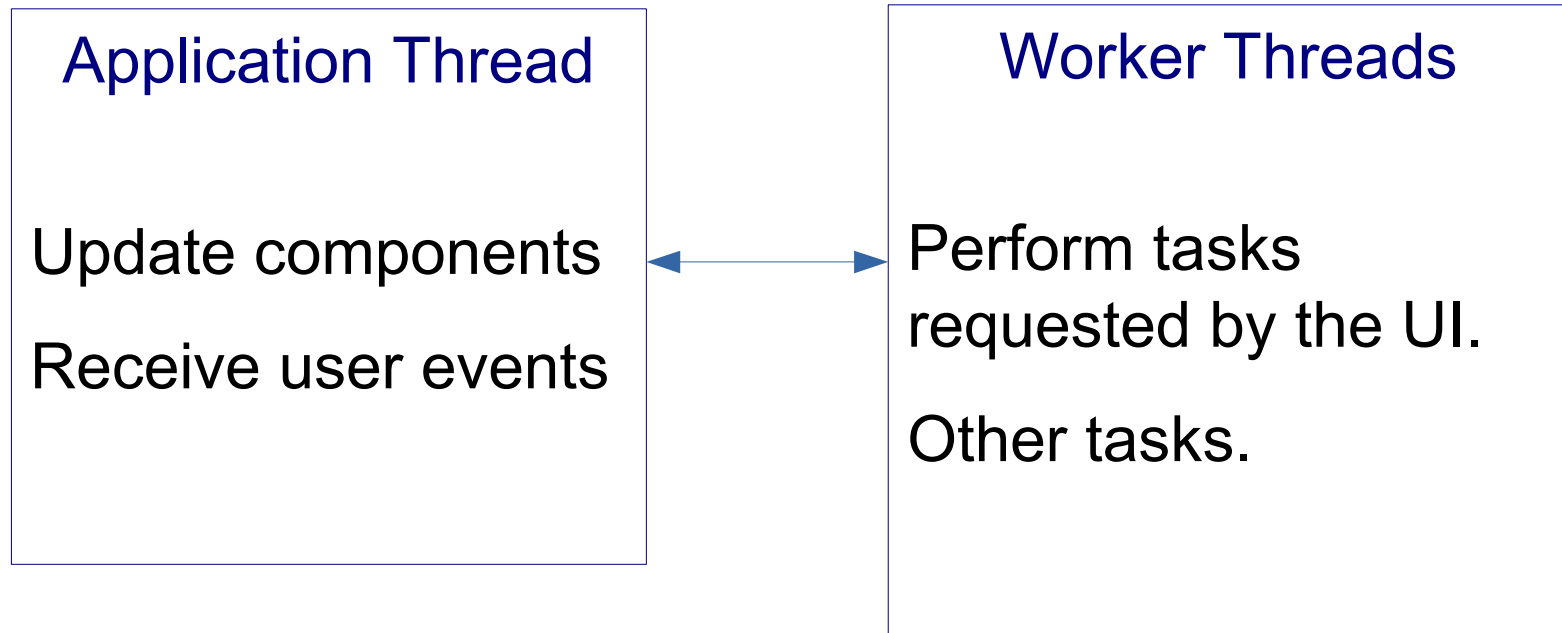 Application Thread
Update components
Receive user events
Worker Threads
Perform tasks
requested by the UI.
Other tasks.